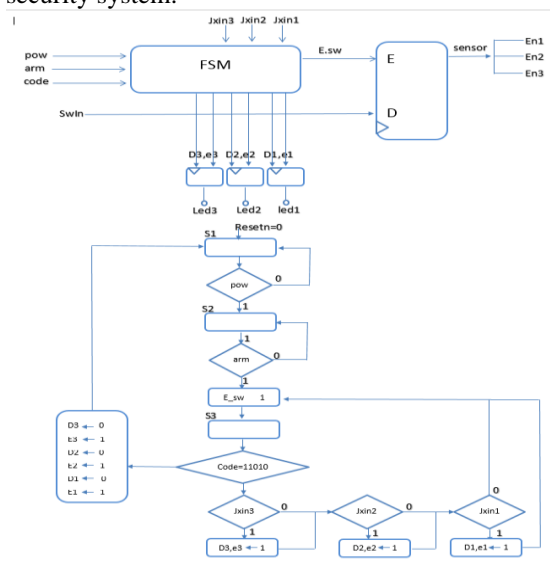 security system.
Jxin3 Jxin2 Jxin1
pow
arm
code
FSM
E.sw
E
sensor
En1
En2
En3
SwIn
D
D3,e3 D2,e2 D1,e1
Led3 Led2 led1
Resetn=0
S1
0
pow
1
S2
1
0
arm
1
E_sw 1
S3
D3 ← 0
E3 ← 1
D2 ← 0
E2 ← 1
D1 ← 0
E1 ← 1
Code=11010
0
Jxin3 0 Jxin2 0 Jxin1
1 1 1
D3,e3 ← 1 D2,e2 ← 1 D1,e1 ← 1